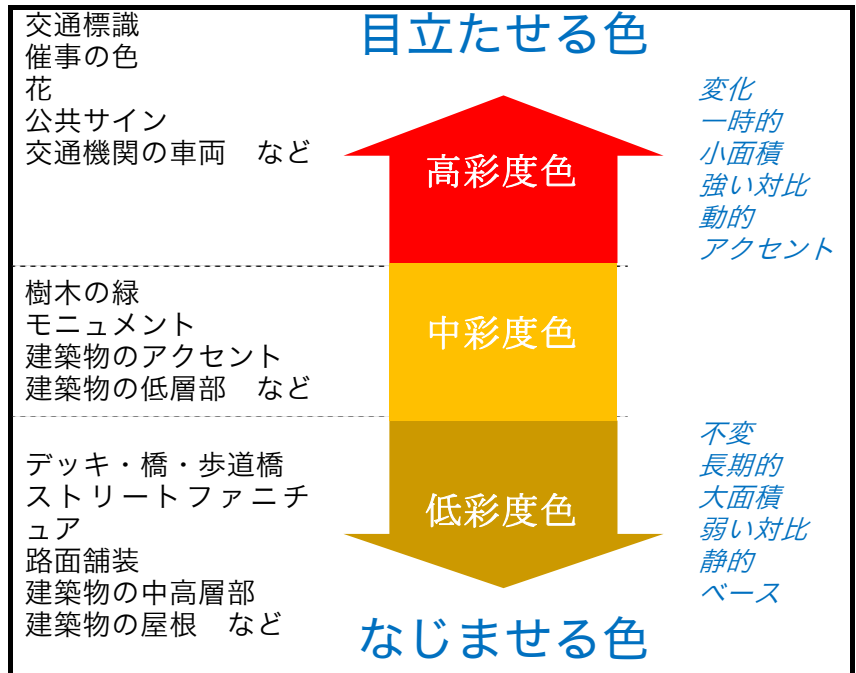 目立たせる色
交通標識
催事の色
花
公共サイン
交通機関の車両　など
高彩度色
変化
一時的
小面積
強い対比
動的
アクセント
樹木の緑
モニュメント
建築物のアクセント
建築物の低層部　など
中彩度色
デッキ・橋・歩道橋
ストリートファニチ
ュア
路面舗装
建築物の中高層部
建築物の屋根　など
低彩度色
不変
長期的
大面積
弱い対比
静的
ベース
なじませる色